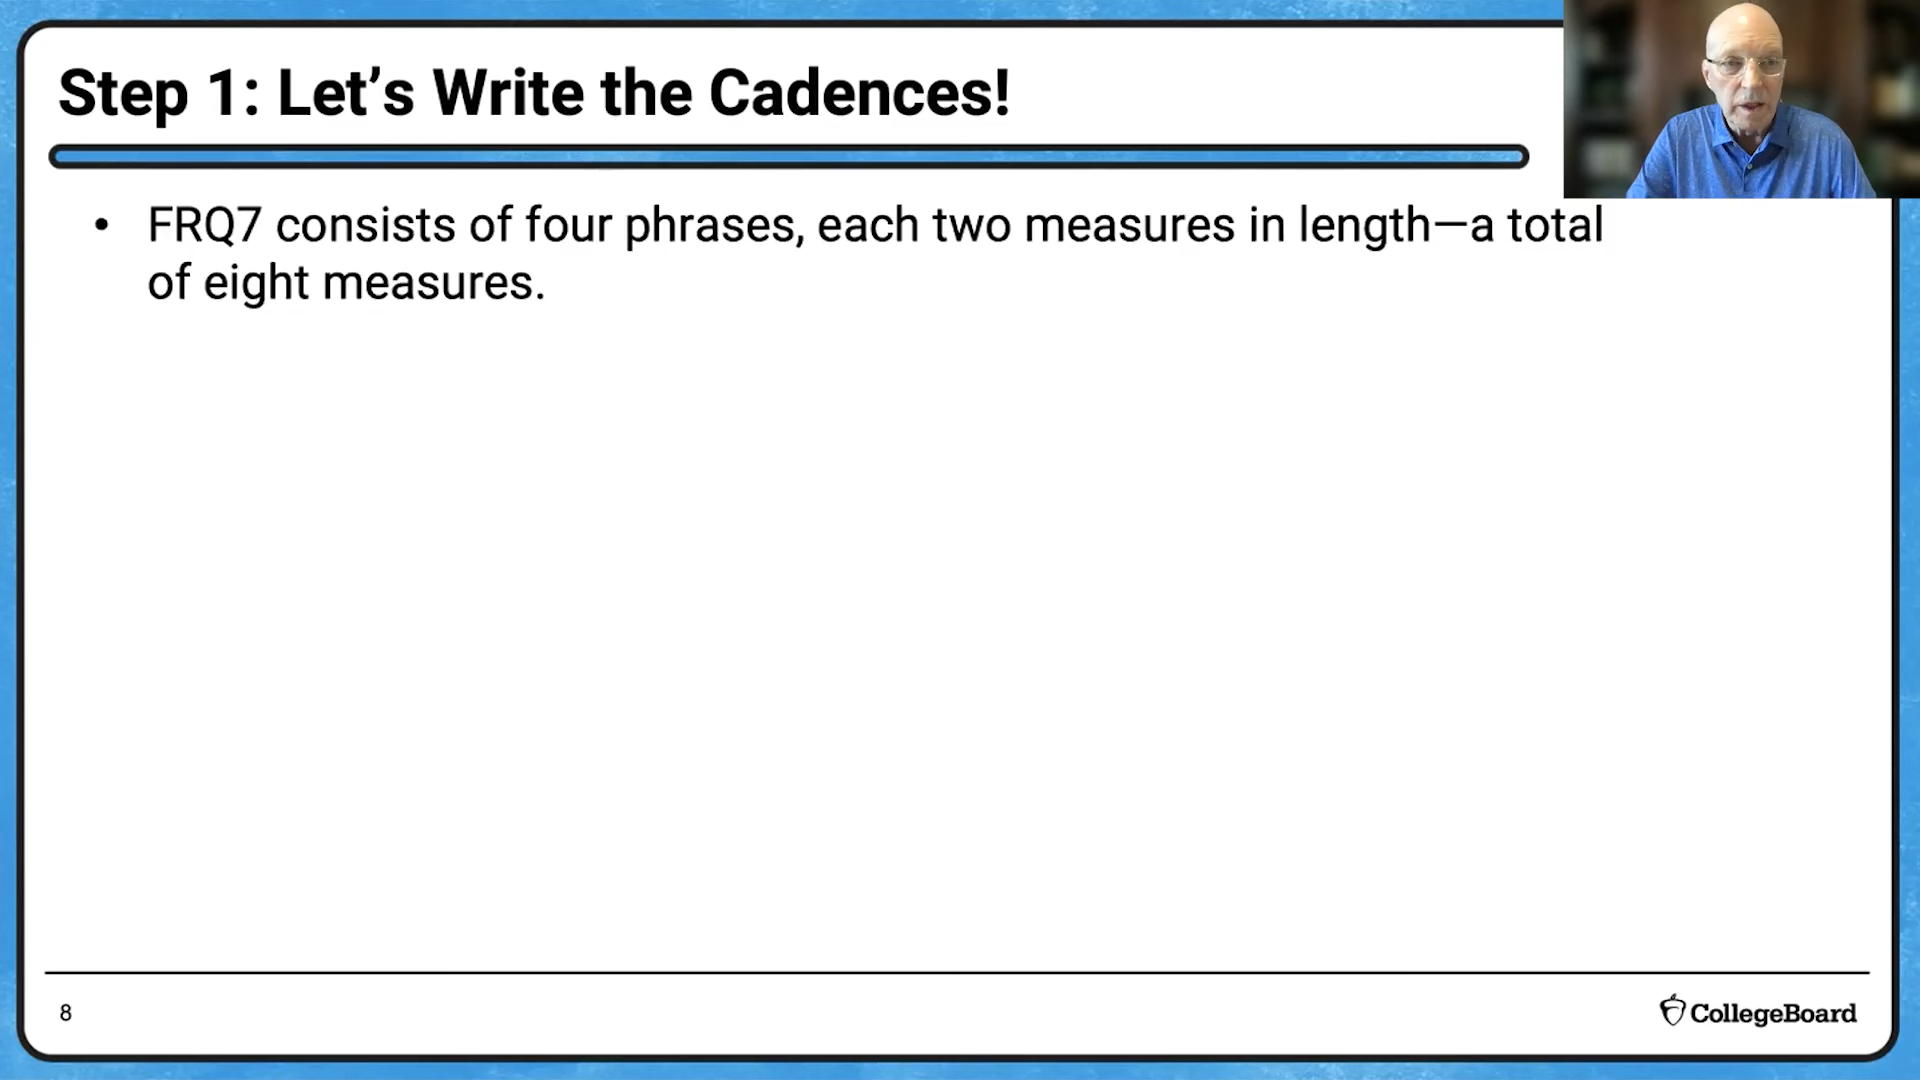 Step 1: Let’s Write the Cadences!
• FRQ7 consists of four phrases, each two measures in length—a total
of eight measures.
8
CollegeBoard